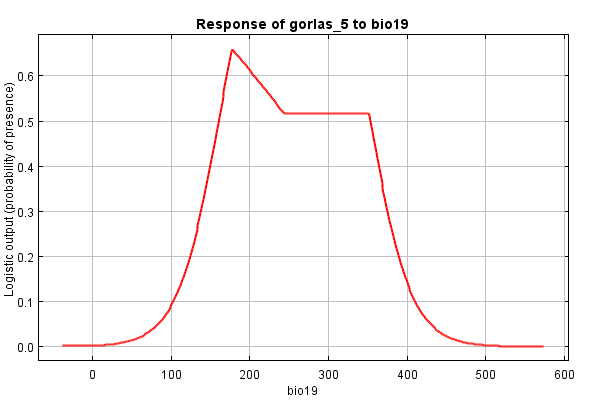 Response of gorlas_5 to bio19
Logistic output (probability of presence)
0.6
0.5
0.4
0.3
0.2
0.1
0.0
0 100 200 300 400 500 600
bio19